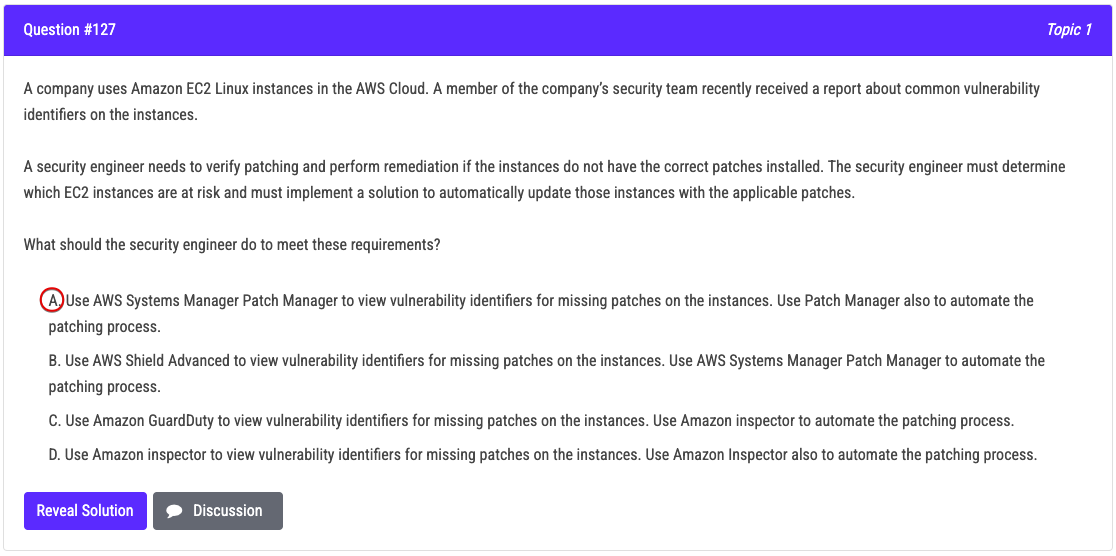 Question #127
Topic 1
A company uses Amazon EC2 Linux instances in the AWS Cloud. A member of the company’s security team recently received a report about common vulnerability
identifiers on the instances.
A security engineer needs to verify patching and perform remediation if the instances do not have the correct patches installed. The security engineer must determine
which EC2 instances are at risk and must implement a solution to automatically update those instances with the applicable patches.
What should the security engineer do to meet these requirements?
A. Use AWS Systems Manager Patch Manager to view vulnerability identifiers for missing patches on the instances. Use Patch Manager also to automate the
patching process.
B. Use AWS Shield Advanced to view vulnerability identifiers for missing patches on the instances. Use AWS Systems Manager Patch Manager to automate the
patching process.
C. Use Amazon GuardDuty to view vulnerability identifiers for missing patches on the instances. Use Amazon inspector to automate the patching process.
D. Use Amazon inspector to view vulnerability identifiers for missing patches on the instances. Use Amazon Inspector also to automate the patching process.
Reveal Solution
Discussion